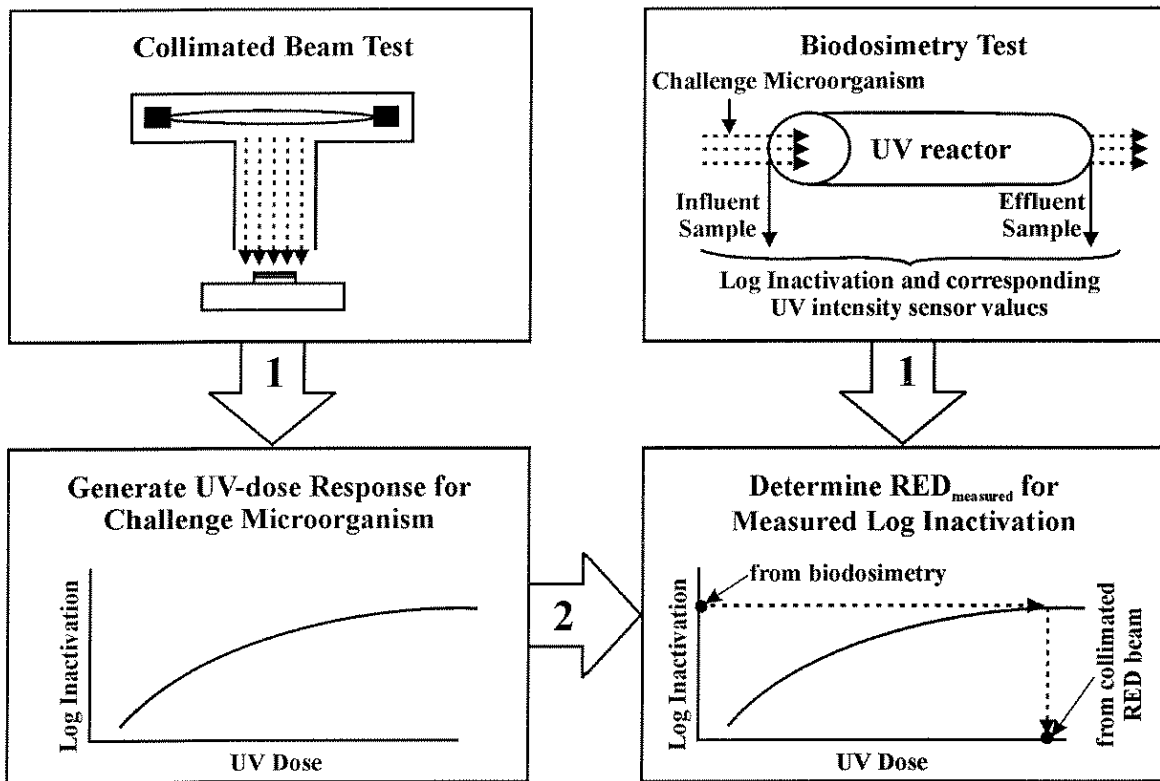 Collimated Beam Test
1
Generate UV-dose Response for
Challenge Microorganism
Log Inactivation
UV Dose
2
Biodosimetry Test
Challenge Microorganism
UV reactor
Influent
Sample
Effluent
Sample
Log Inactivation and corresponding
UV intensity sensor values
1
Determine RED measured for
Measured Log Inactivation
from biodosimetry
Log Inactivation
UV Dose
from collimated
RED beam